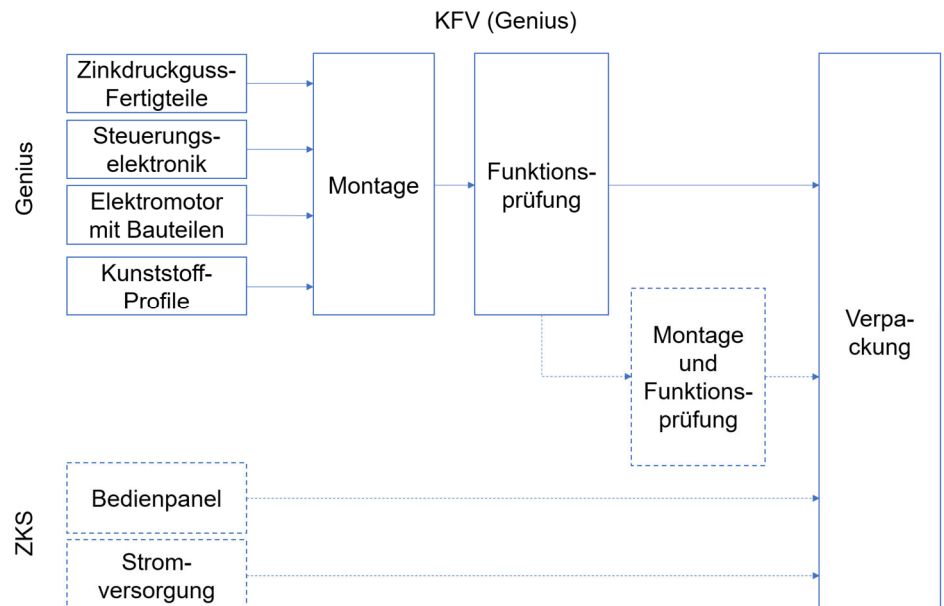 KFV (Genius)
Genius
Zinkdruckguss-
Fertigteile
Steuerungs-
elektronik
Elektromotor
mit Bauteilen
Kunststoff-
Profile
Montage
Funktions-
prüfung
Montage
und
Funktions-
prüfung
Verpa-
ckung
ZKS
Bedienpanel
Strom-
versorgung